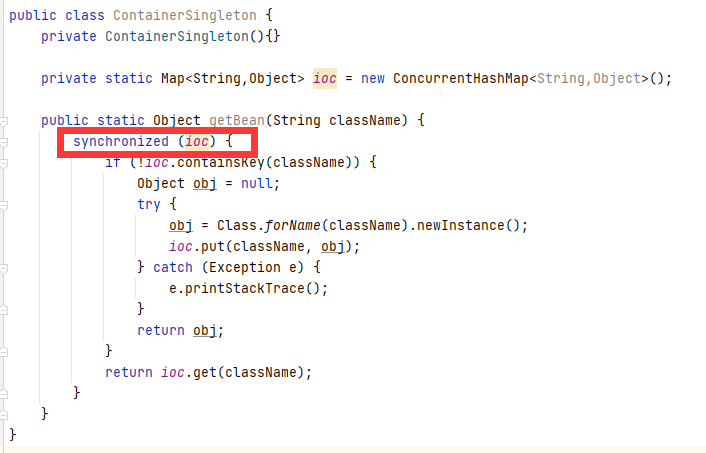 public class ContainerSingleton {
    private ContainerSingleton(){}
    private static Map<String,Object> ioc = new ConcurrentHashMap<String,Object>();
    public static Object getBean(String className) {
        synchronized (ioc) {
            if (!ioc.containsKey(className)) {
                Object obj = null;
                try {
                    obj = Class.forName(className).newInstance();
                    ioc.put(className, obj);
                } catch (Exception e) {
                    e.printStackTrace();
                }
                return obj;
            }
            return ioc.get(className);
        }
    }
}